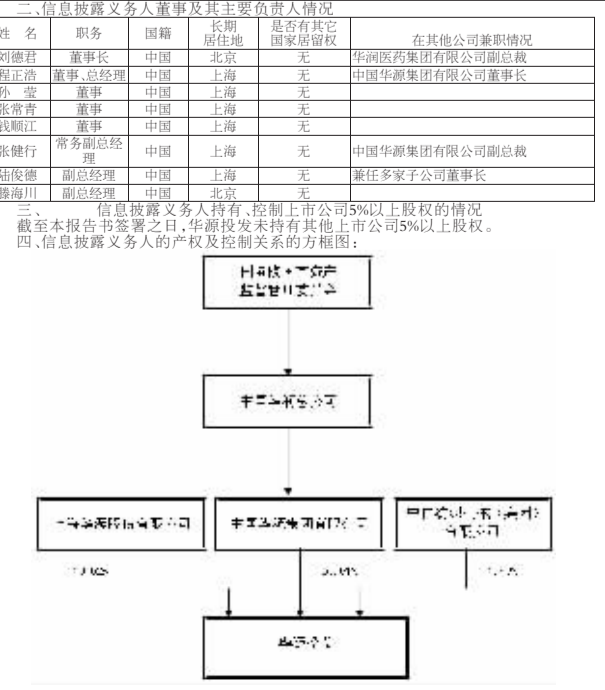 二、信息披露义务人董事及其主要负责人情况
姓 名 职务 国籍 长期居住地 是否有其它国家居留权 在其他公司兼职情况
刘德君 董事长 中国 北京 无 华润医药集团有限公司副总裁
程正浩 董事、总经理 中国 上海 无 中国华源集团有限公司董事长
孙 莹 董事 中国 上海 无
张常青 董事 中国 上海 无
钱顺江 董事 中国 上海 无
张健行 常务副总经理 中国 上海 无 中国华源集团有限公司副总裁
陆俊德 副总经理 中国 上海 无 兼任多家子公司董事长
滕海川 副总经理 中国 北京 无
三、 信息披露义务人持有、控制上市公司5%以上股权的情况
截至本报告书签署之日,华源投发未持有其他上市公司5%以上股权。
四、信息披露义务人的产权及控制关系的方框图: